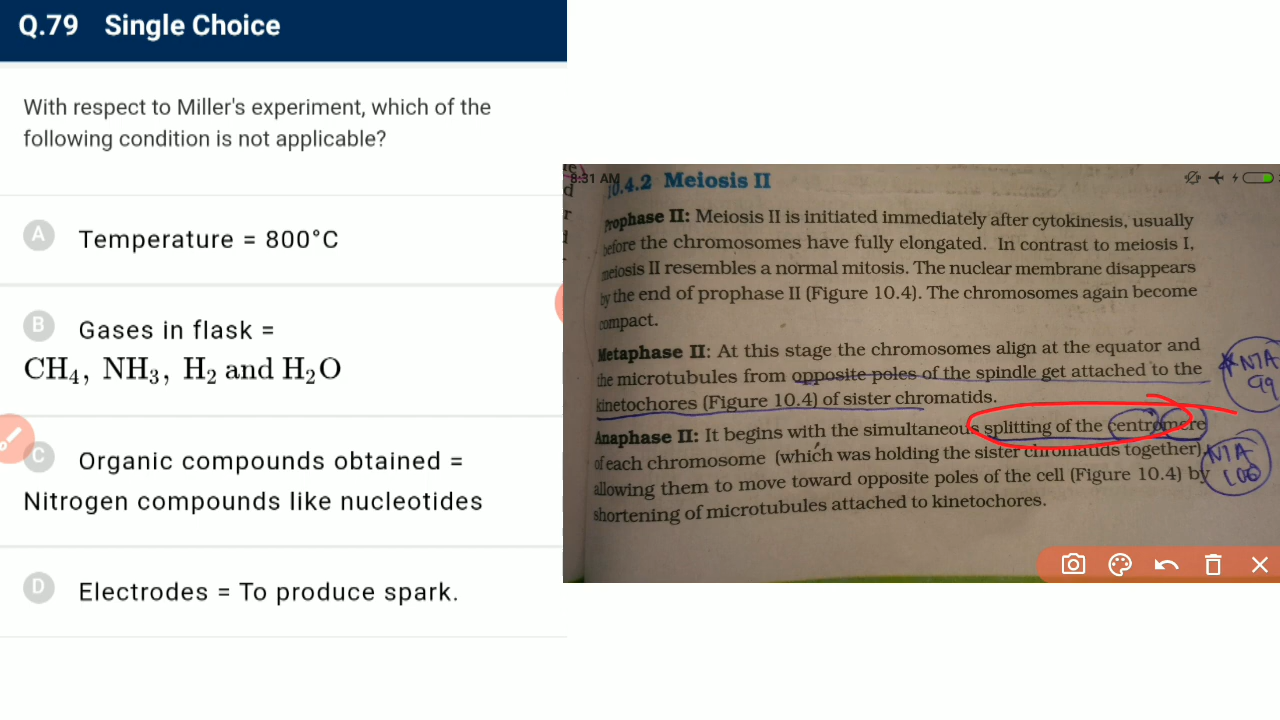 Q.79 Single Choice
With respect to Miller's experiment, which of the
following condition is not applicable?
A Temperature = 800°C
B Gases in flask =
CH₄, NH₃, H₂ and H₂O
C Organic compounds obtained =
Nitrogen compounds like nucleotides
D Electrodes = To produce spark.
8:31 AM
10.4.2 Meiosis II
Prophase II: Meiosis II is initiated immediately after cytokinesis, usually
before the chromosomes have fully elongated. In contrast to meiosis I,
meiosis II resembles a normal mitosis. The nuclear membrane disappears
by the end of prophase II (Figure 10.4). The chromosomes again become
compact.
Metaphase II: At this stage the chromosomes align at the equator and
the microtubules from opposite poles of the spindle get attached to the
kinetochores (Figure 10.4) of sister chromatids.
Anaphase II: It begins with the simultaneous splitting of the centromere
of each chromosome (which was holding the sister chromatids together),
allowing them to move toward opposite poles of the cell (Figure 10.4) by
shortening of microtubules attached to kinetochores.
NTA
99
NTA
100